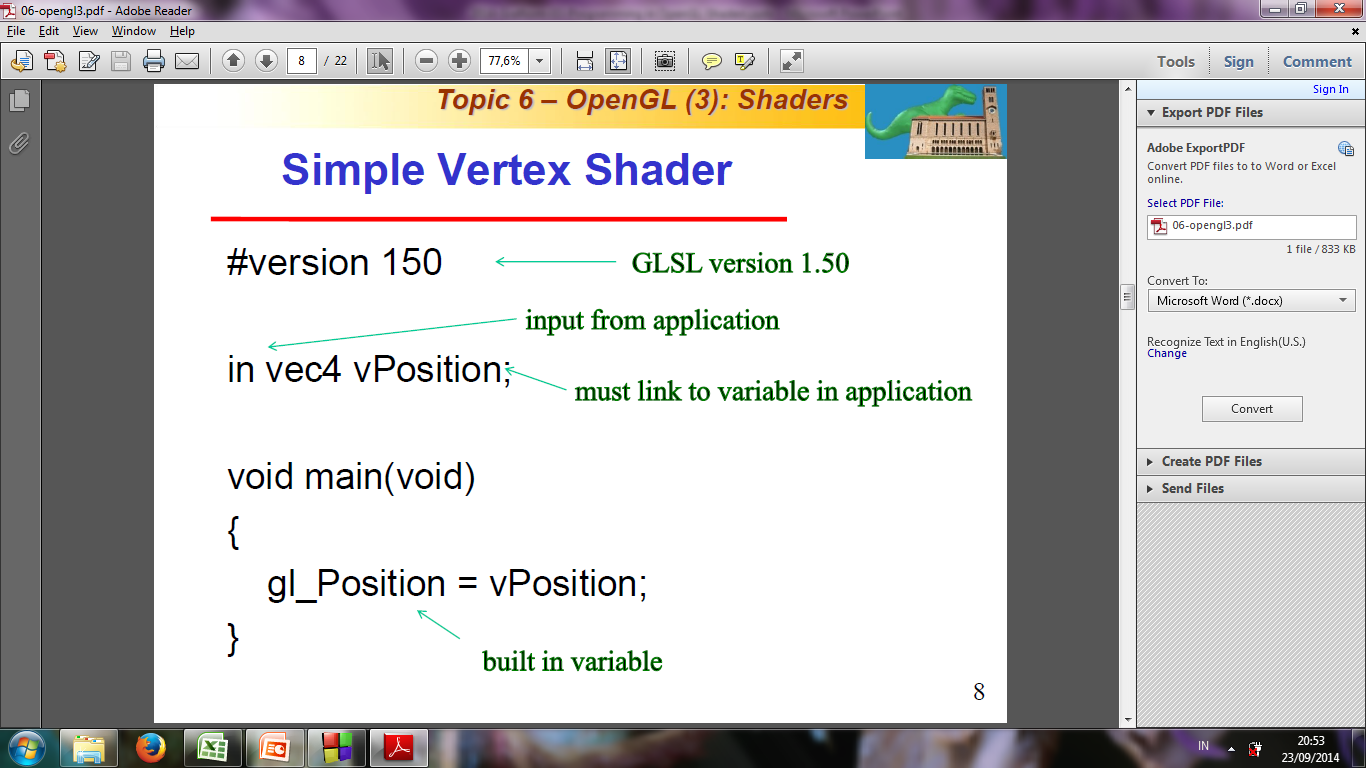 06-opengl3.pdf - Adobe Reader
File Edit View Window Help
8 / 22 77,6% Tools Sign Comment
Topic 6 – OpenGL (3): Shaders
Simple Vertex Shader
#version 150 GLSL version 1.50
input from application
in vec4 vPosition;
must link to variable in application
void main(void)
{
gl_Position = vPosition;
}
built in variable
8
Sign In
Export PDF Files
Adobe ExportPDF
Convert PDF files to to Word or Excel
online.
Select PDF File:
06-opengl3.pdf
1 file / 833 KB
Convert To:
Microsoft Word (*.docx)
Recognize Text in English(U.S.)
Change
Convert
Create PDF Files
Send Files
IN
20:53
23/09/2014